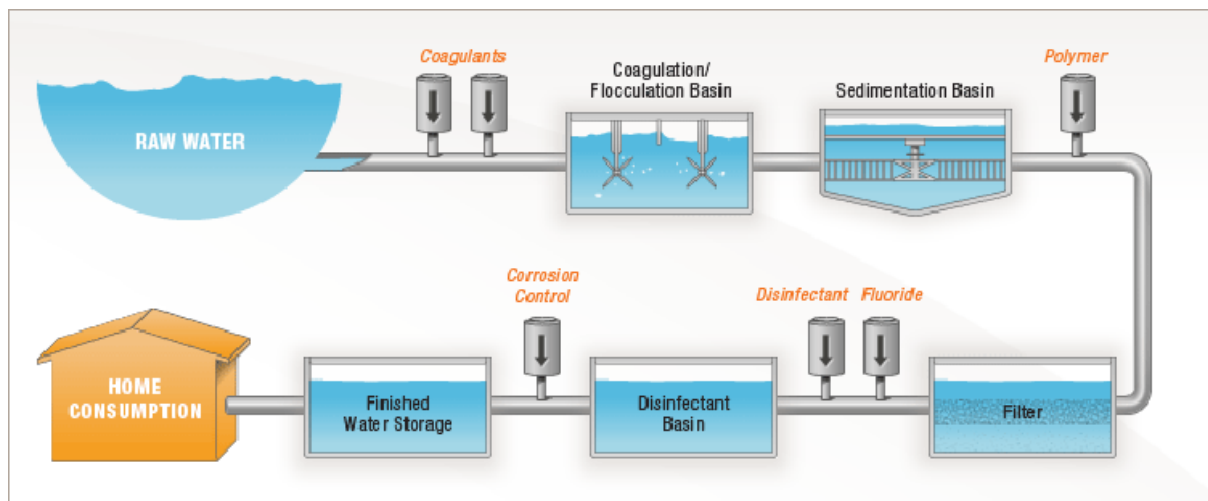 Coagulants
Coagulation/
Flocculation Basin
Sedimentation Basin
Polymer
RAW WATER
Corrosion
Control
Disinfectant
Fluoride
HOME
CONSUMPTION
Finished
Water Storage
Disinfectant
Basin
Filter